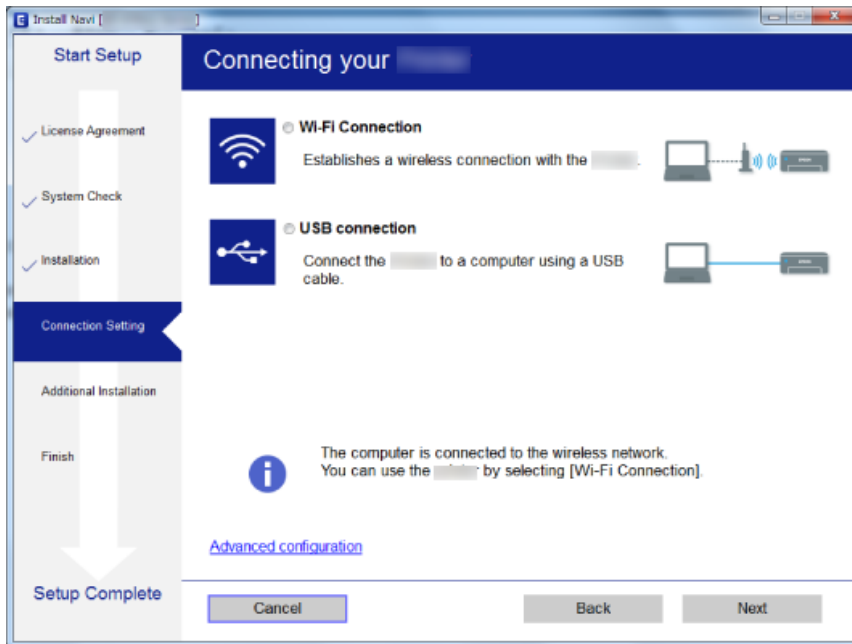 Install Navi [ ]
Start Setup
License Agreement
System Check
Installation
Connection Setting
Additional Installation
Finish
Setup Complete
Connecting your
Wi-Fi Connection
Establishes a wireless connection with the .
USB connection
Connect the to a computer using a USB
cable.
The computer is connected to the wireless network.
You can use the by selecting [Wi-Fi Connection].
Advanced configuration
Cancel
Back
Next